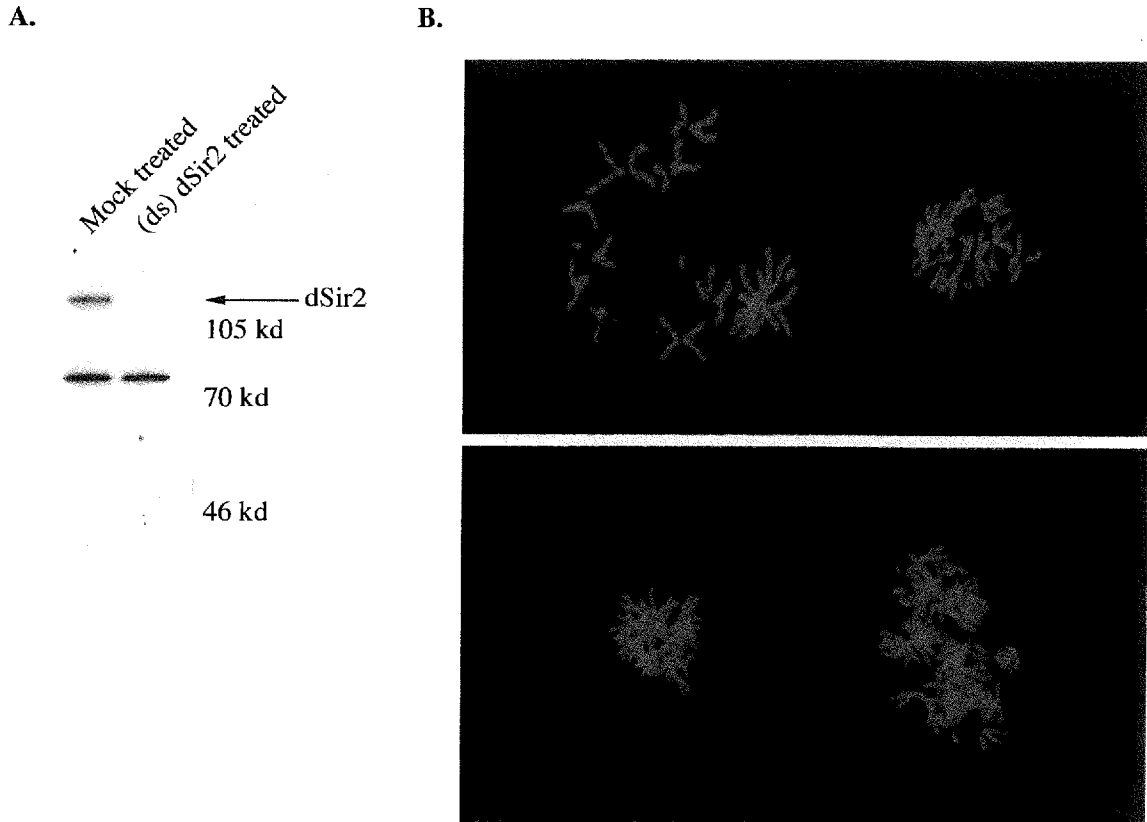 A.
B.
Mock treated
(ds) dSir2 treated
dSir2
105 kd
70 kd
46 kd